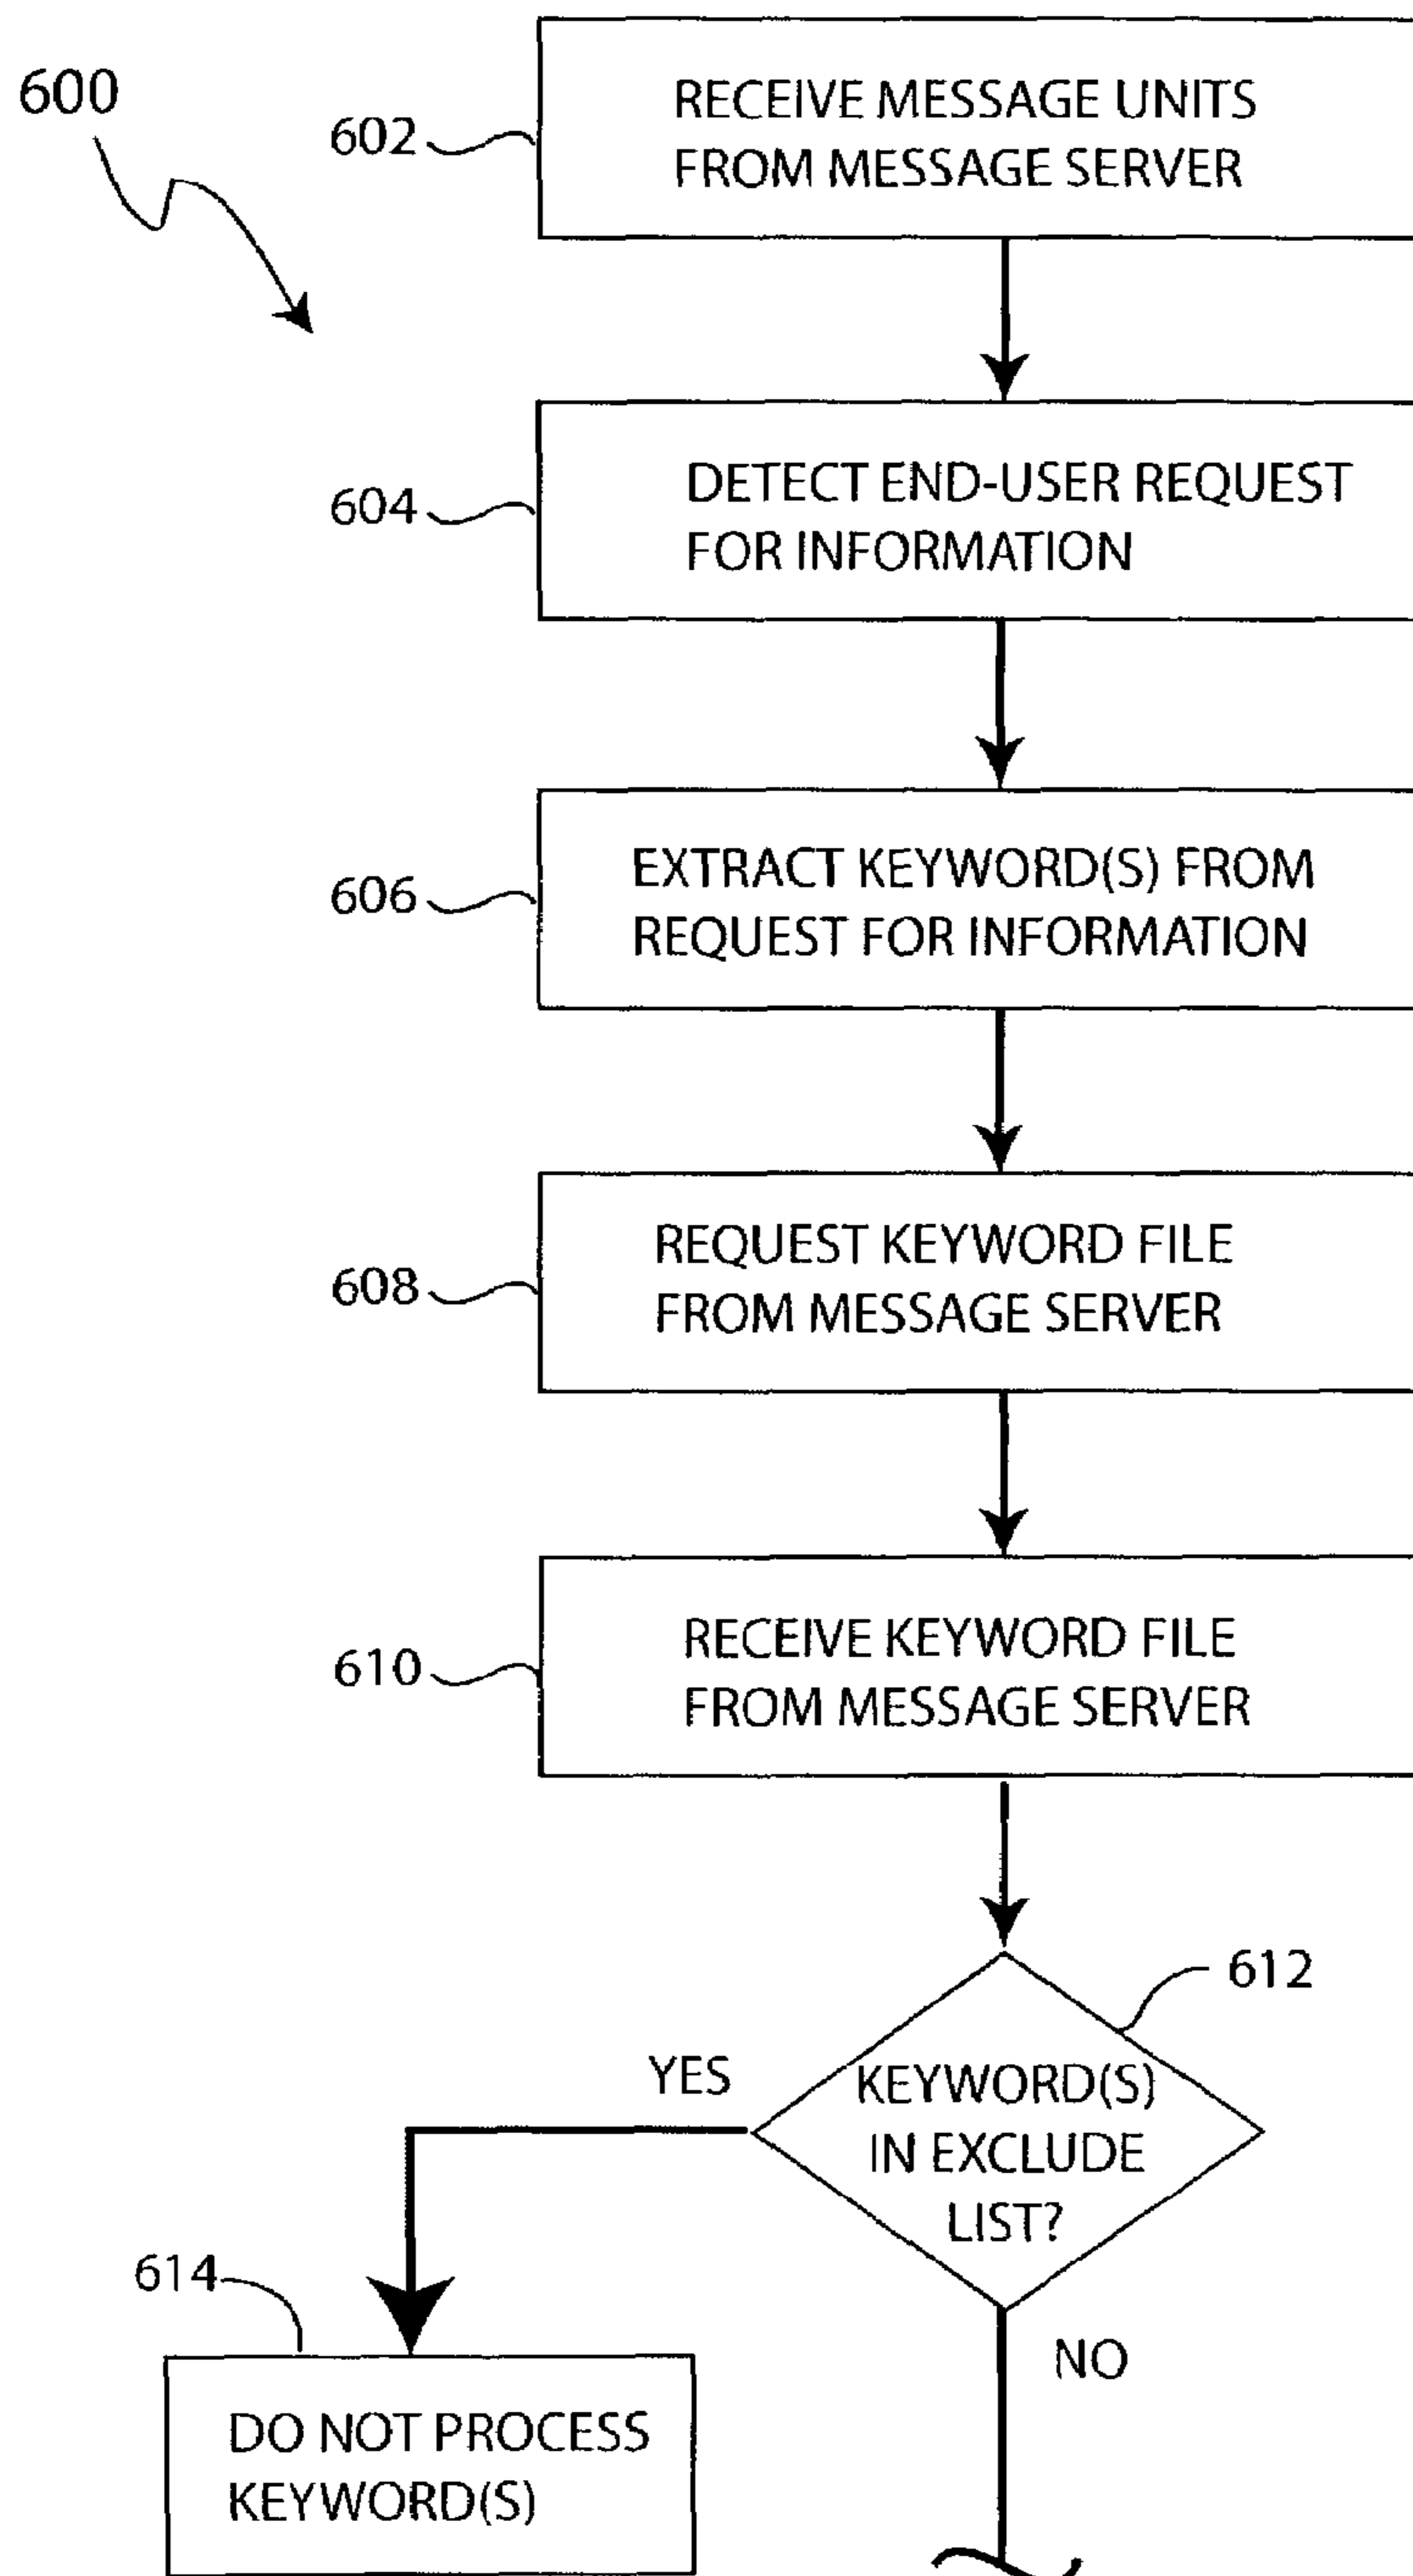 600
602
RECEIVE MESSAGE UNITS
FROM MESSAGE SERVER
604
DETECT END-USER REQUEST
FOR INFORMATION
606
EXTRACT KEYWORD(S) FROM
REQUEST FOR INFORMATION
608
REQUEST KEYWORD FILE
FROM MESSAGE SERVER
610
RECEIVE KEYWORD FILE
FROM MESSAGE SERVER
612
YES
KEYWORD(S)
IN EXCLUDE
LIST?
614
NO
DO NOT PROCESS
KEYWORD(S)